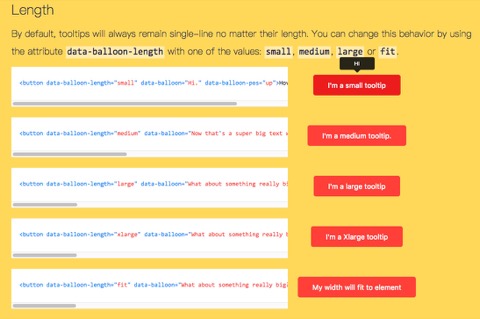 Length
By default, tooltips will always remain single-line no matter their length. You can change this behavior by using
the attribute data-balloon-length with one of the values: small, medium, large or fit.
Hi
<button data-balloon-length="small" data-balloon="Hi." data-balloon-pos="up">Hov
I'm a small tooltip
<button data-balloon-length="medium" data-balloon="Now that's a super big text w
I'm a medium tooltip.
<button data-balloon-length="large" data-balloon="What about something really big
I'm a large tooltip
<button data-balloon-length="xlarge" data-balloon="What about something really b
I'm a Xlarge tooltip
<button data-balloon-length="fit" data-balloon="What about something really big?
My width will fit to element